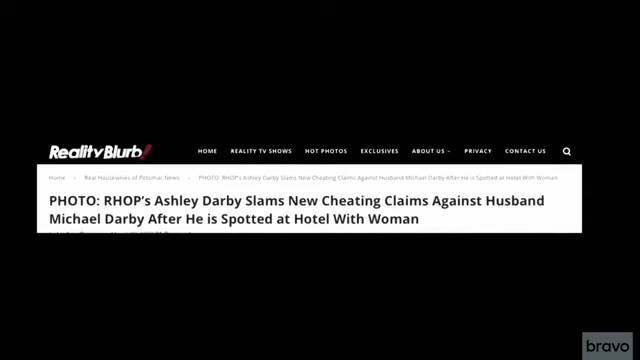 Reality Blurb!
HOME REALITY TV SHOWS HOT PHOTOS EXCLUSIVES ABOUT US PRIVACY CONTACT US
Home › Real Housewives of Potomac News › PHOTO: RHOP's Ashley Darby Slams New Cheating Claims Against Husband Michael Darby After He is Spotted at Hotel With Woman
PHOTO: RHOP's Ashley Darby Slams New Cheating Claims Against Husband
Michael Darby After He is Spotted at Hotel With Woman
bravo